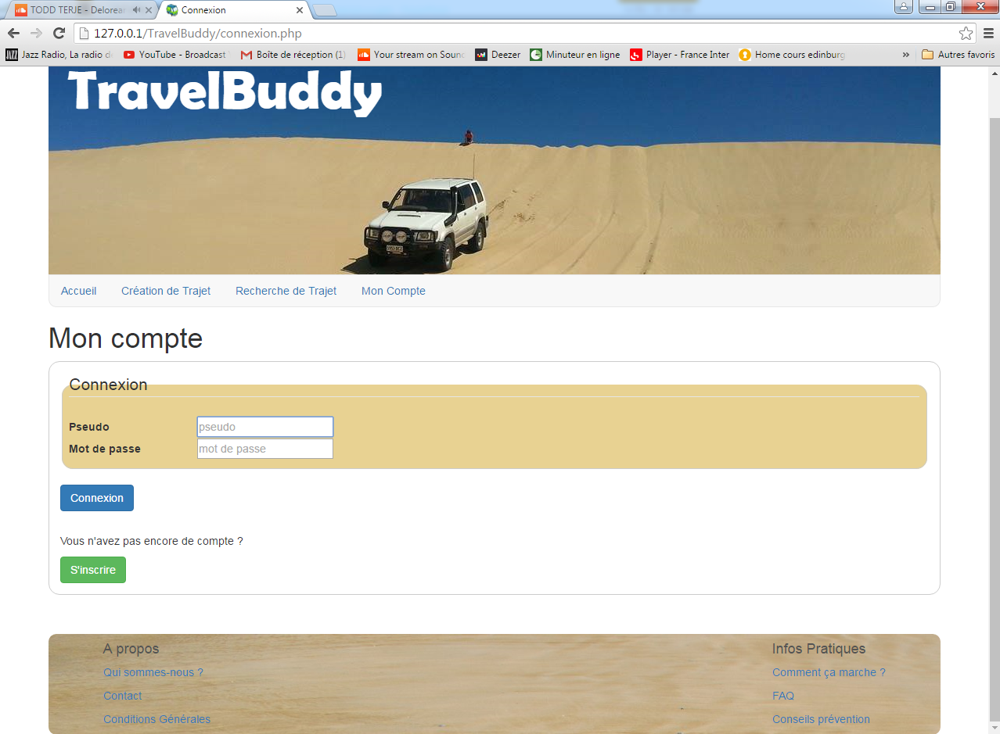 TODD TERJE - Delorean
Connexion
127.0.0.1/TravelBuddy/connexion.php
JAZZ Jazz Radio, La radio d
YouTube - Broadcast
Boîte de réception (1)
Your stream on Soun
Deezer
Minuteur en ligne
Player - France Inter
Home cours edinburg
» Autres favoris
TravelBuddy
Accueil Création de Trajet Recherche de Trajet Mon Compte
Mon compte
Connexion
Pseudo pseudo
Mot de passe mot de passe
Connexion
Vous n'avez pas encore de compte ?
S'inscrire
A propos
Qui sommes-nous ?
Contact
Conditions Générales
Infos Pratiques
Comment ça marche ?
FAQ
Conseils prévention